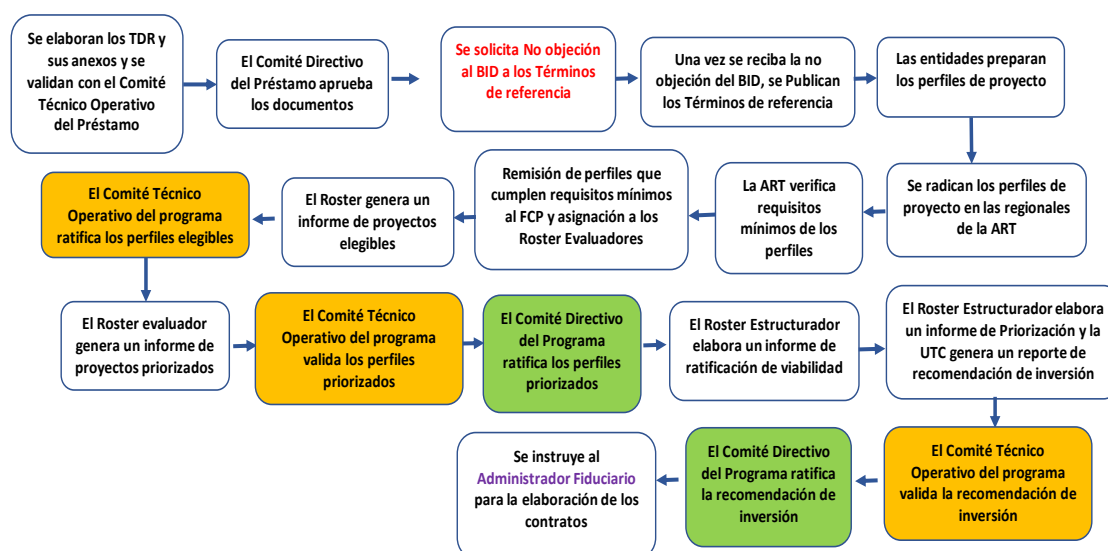 Se elaboran los TDR y
sus anexos y se
validan con el Comité
Técnico Operativo
del Préstamo
El Comité Directivo
del Préstamo aprueba
los documentos
Se solicita No objeción
al BID a los Términos
de referencia
Una vez se reciba la no
objeción del BID, se Publican
los Términos de referencia
Las entidades preparan
los perfiles de proyecto
Se radican los perfiles de
proyecto en las regionales
de la ART
La ART verifica
requisitos
mínimos de los
perfiles
Remisión de perfiles que
cumplen requisitos mínimos
al FCP y asignación a los
Roster Evaluadores
El Roster genera un
informe de proyectos
elegibles
El Comité Técnico
Operativo del programa
ratifica los perfiles elegibles
El Roster evaluador
genera un informe de
proyectos priorizados
El Comité Técnico
Operativo del programa
valida los perfiles
priorizados
El Comité Directivo
del Programa
ratifica los perfiles
priorizados
El Roster Estructurador
elabora un informe de
ratificación de viabilidad
El Roster Estructurador elabora
un informe de Priorización y la
UTC genera un reporte de
recomendación de inversión
El Comité Técnico
Operativo del programa
valida la recomendación de
inversión
El Comité Directivo
del Programa ratifica
la recomendación de
inversión
Se instruye al
Administrador Fiduciario
para la elaboración de los
contratos